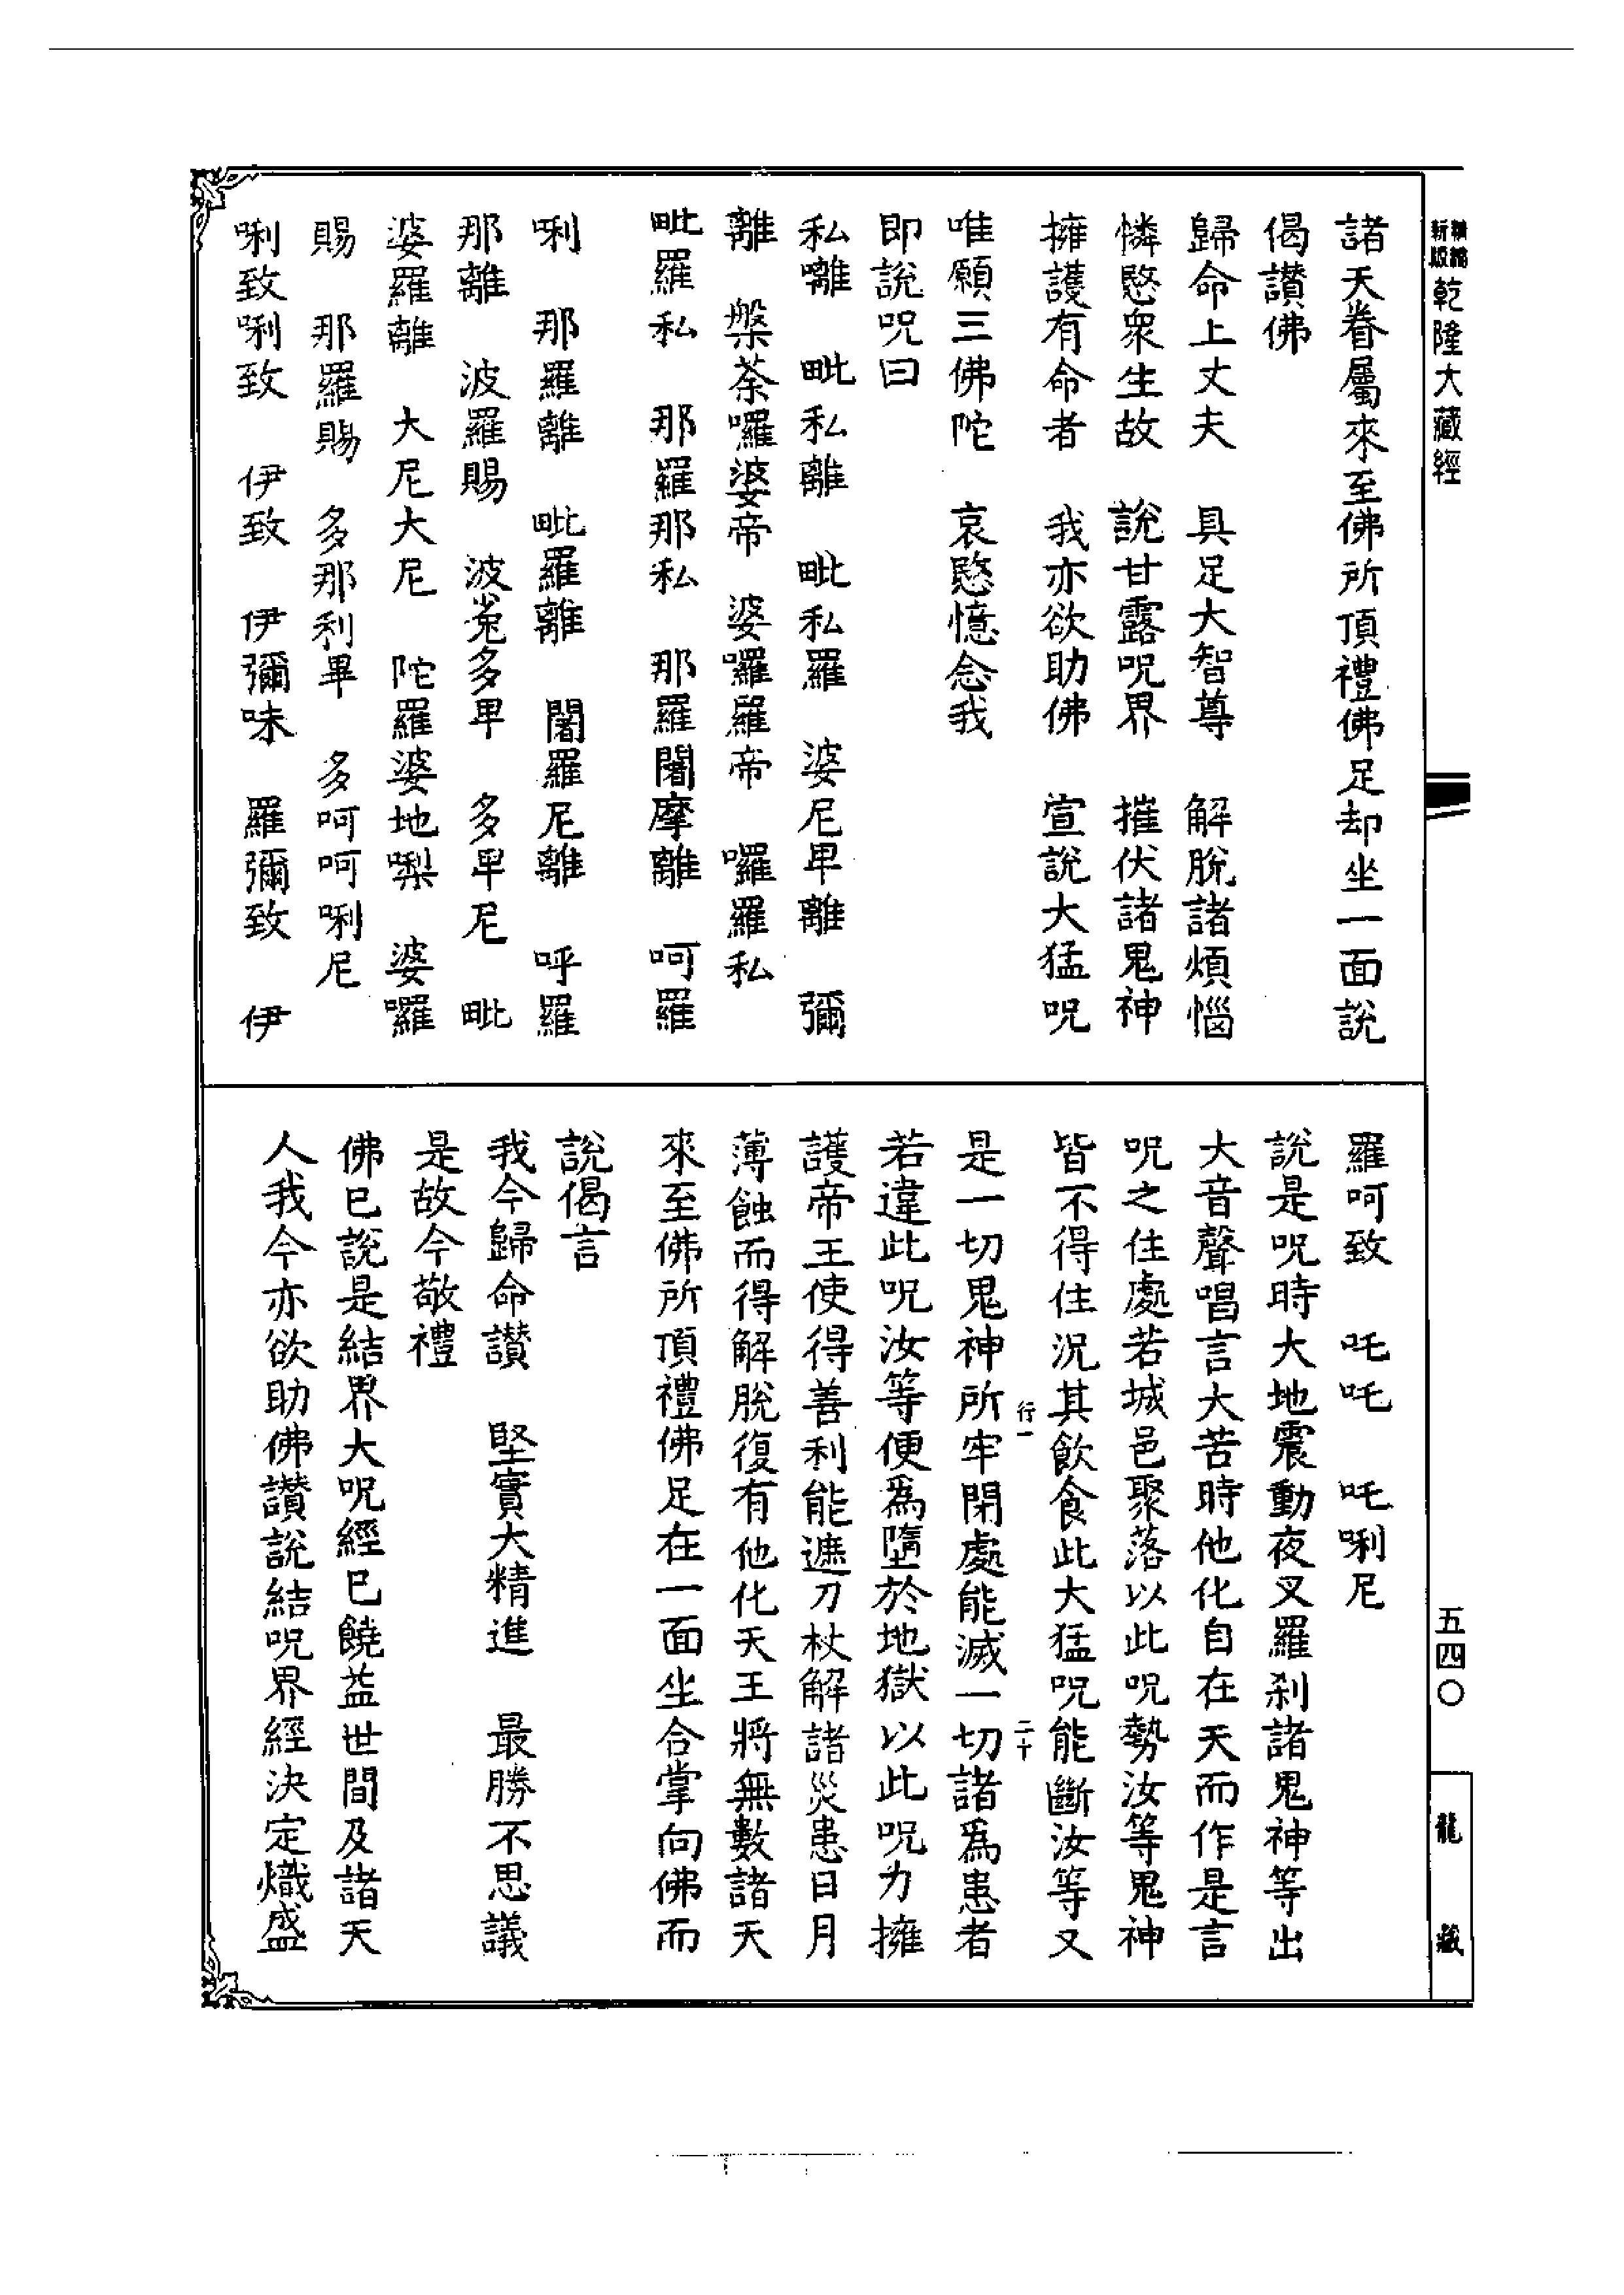 新版
乾隆大藏經
諸天眷屬來至佛所頂禮佛足却坐一面說
偈讃佛
歸命上丈夫　具足大智尊　解脫諸煩惱
憐愍衆生故　說甘露呪界　摧伏諸鬼神
擁護有命者　我亦欲助佛　宣說大猛呪
唯願三佛陀　哀愍憶念我
即說呪曰
私囄　毗私離　毗私羅　婆尼卑離　彌
離　槃荼囉婆帝　婆囉羅帝　囉羅私
毗羅私　那羅那私　那羅闍摩離　呵羅
唎　那羅離　毗羅離　闍羅尼離　呼羅
那離　波羅賜　波㝹多卑　多卑尼　毗
婆羅離　大尼大尼　陀羅婆地㗚　婆囉
賜　那羅賜　多那利畢　多呵呵唎尼
唎致唎致　伊致　伊彌味　羅彌致　伊
羅呵致　吒吒　吒唎尼
說是呪時大地震動夜叉羅刹諸鬼神等出
大音聲唱言大苦時他化自在天而作是言
呪之住處若城邑聚落以此呪勢汝等鬼神
皆不得住況其飲食此大猛呪能斷汝等又
行一
二十
是一切鬼神所牢閉處能滅一切諸爲患者
若違此呪汝等便爲墮於地獄以此呪力擁
護帝王使得善利能遮刀杖解諸災患日月
薄蝕而得解脫復有他化天王將無數諸天
來至佛所頂禮佛足在一面坐合掌向佛而
說偈言
我今歸命讃　堅實大精進　最勝不思議
是故今敬禮
佛已說是結界大呪經已饒益世間及諸天
人我今亦欲助佛讃說結呪界經決定熾盛
五四〇
龍藏